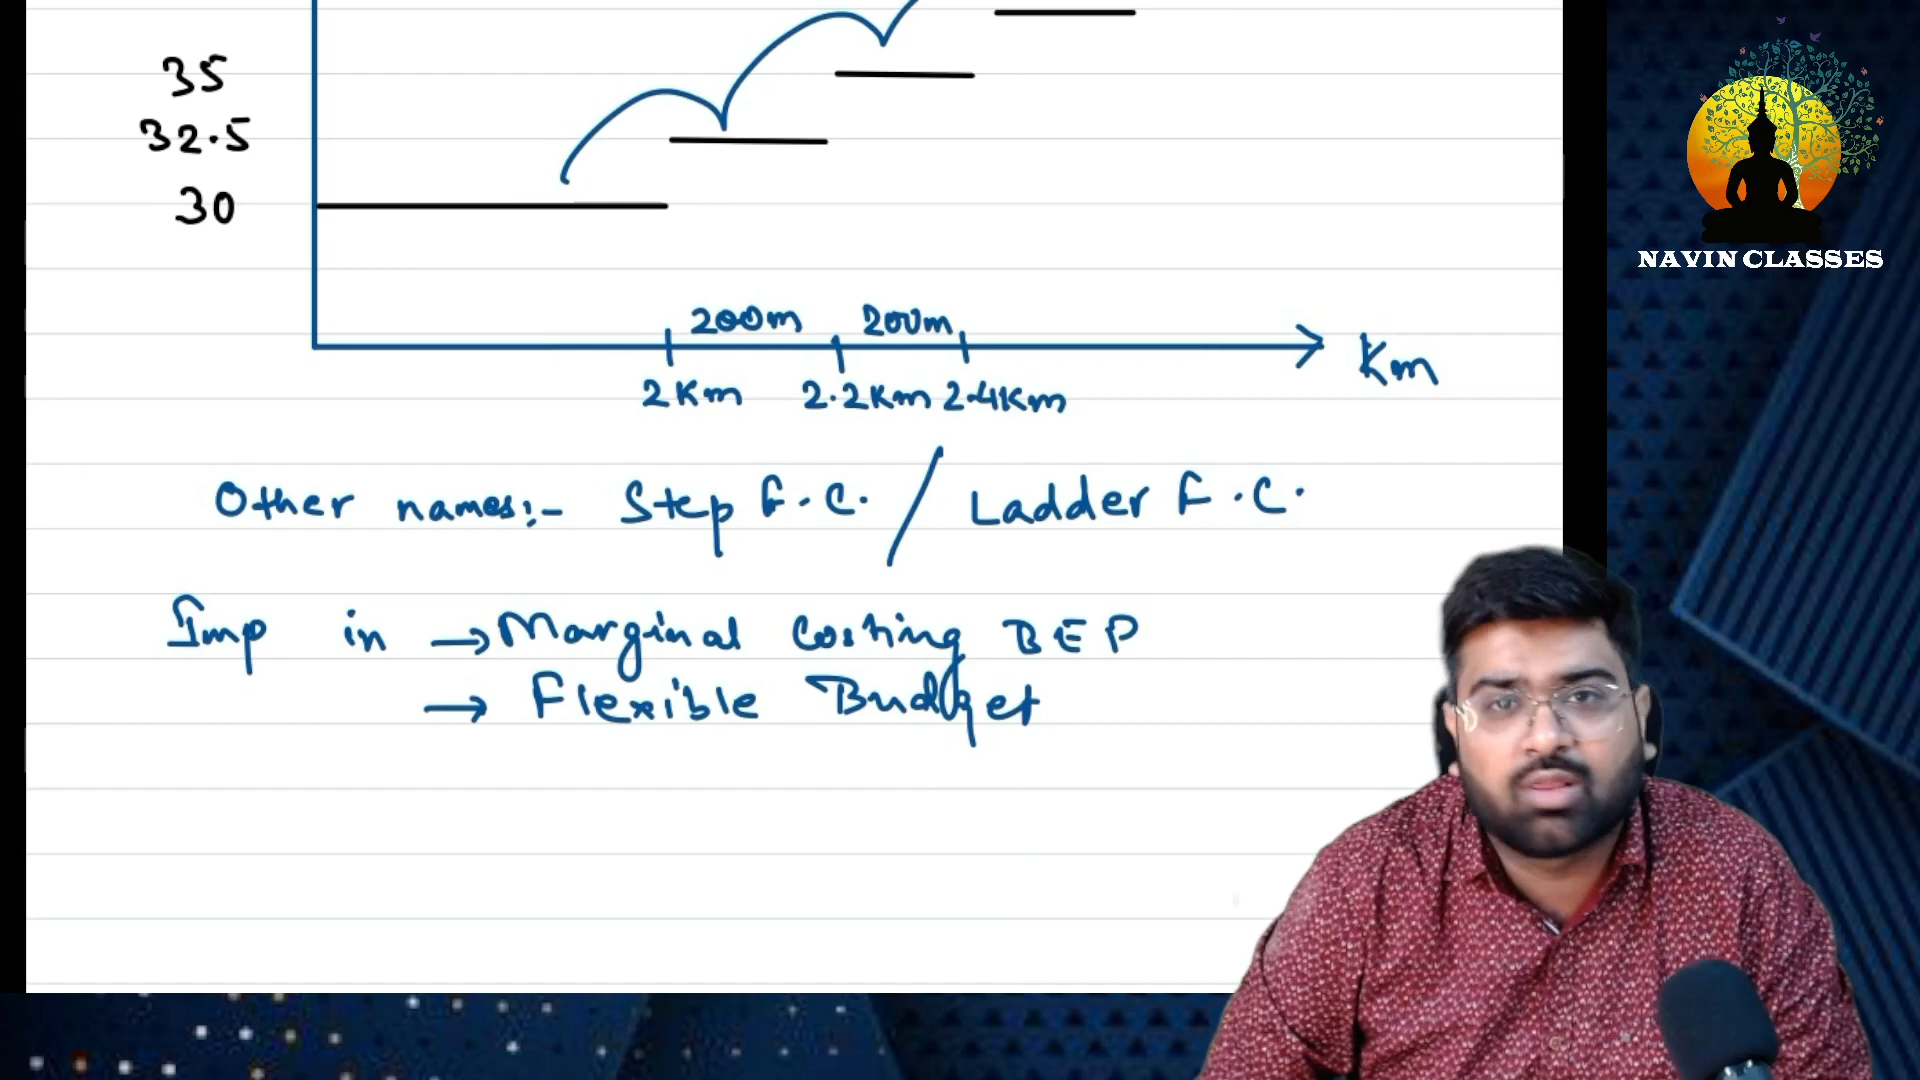 35
32.5
30
200m 200m
Km
2Km 2.2Km 2.4Km
Other names:- Step F.C. / Ladder F.C.
Imp in → Marginal Costing BEP
→ Flexible Budget
NAVIN CLASSES